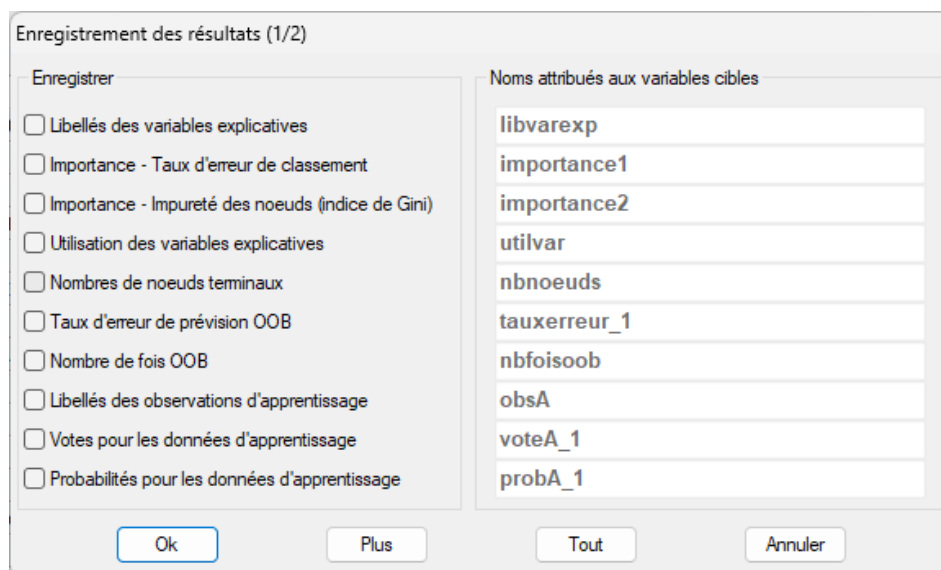 Enregistrement des résultats (1/2)
Enregistrer
Noms attribués aux variables cibles
Libellés des variables explicatives
libvarexp
Importance - Taux d'erreur de classement
importance1
Importance - Impureté des noeuds (indice de Gini)
importance2
Utilisation des variables explicatives
utilvar
Nombres de noeuds terminaux
nbnoeuds
Taux d'erreur de prévision OOB
tauxerreur_1
Nombre de fois OOB
nbfoisoob
Libellés des observations d'apprentissage
obsA
Votes pour les données d'apprentissage
voteA_1
Probabilités pour les données d'apprentissage
probA_1
Ok Plus Tout Annuler